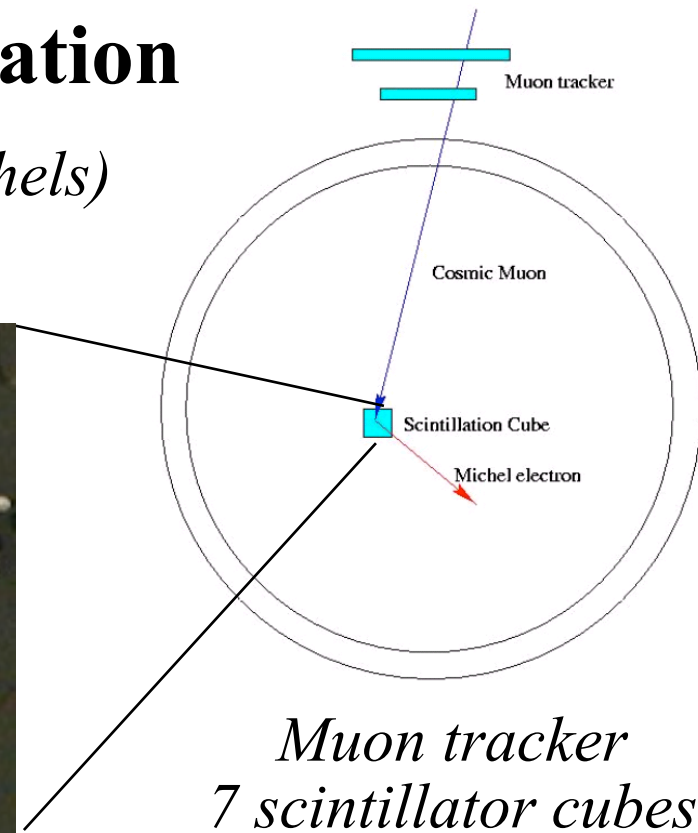 ation
hels)
Muon tracker
Cosmic Muon
Scintillation Cube
Michel electron
Muon tracker
7 scintillator cubes